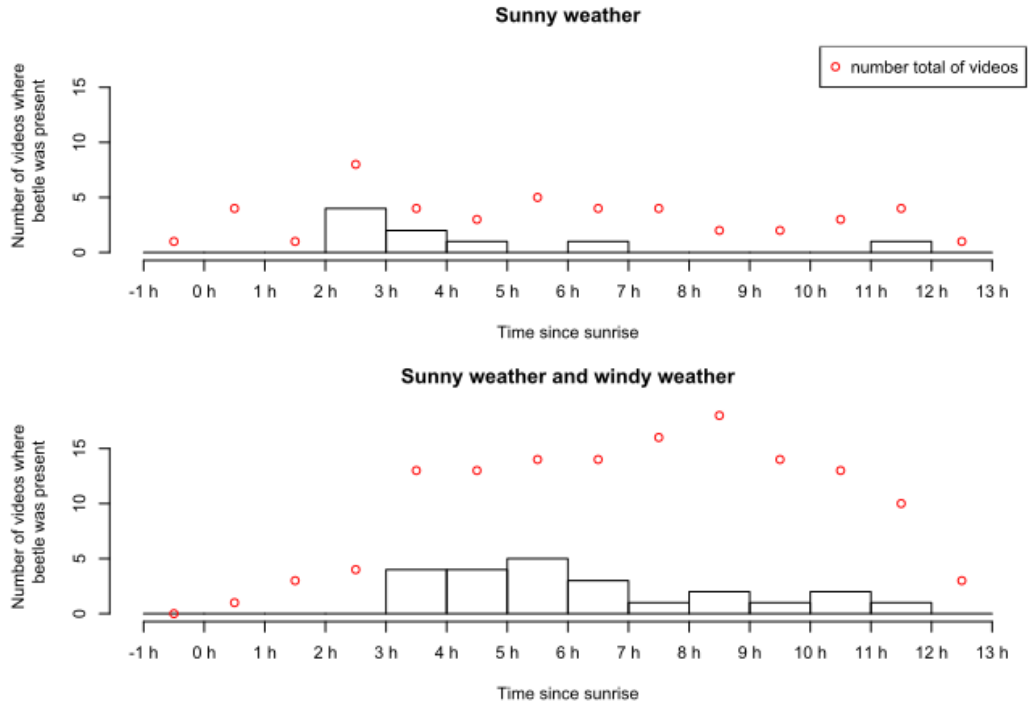 Sunny weather
number total of videos
Number of videos where
beetle was present
15
10
5
0
-1 h 0 h 1 h 2 h 3 h 4 h 5 h 6 h 7 h 8 h 9 h 10 h 11 h 12 h 13 h
Time since sunrise
Sunny weather and windy weather
Number of videos where
beetle was present
15
10
5
0
-1 h 0 h 1 h 2 h 3 h 4 h 5 h 6 h 7 h 8 h 9 h 10 h 11 h 12 h 13 h
Time since sunrise